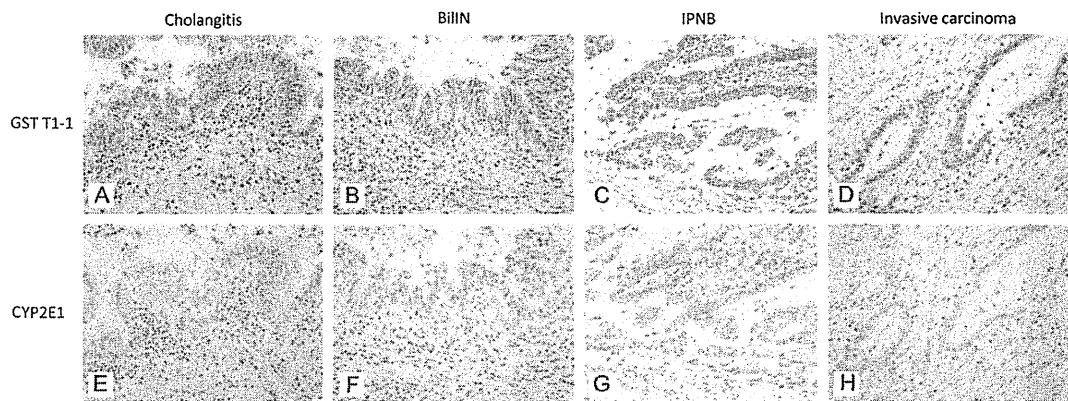 Cholangitis BilIN IPNB Invasive carcinoma
GST T1-1
A B C D
CYP2E1
E F G H